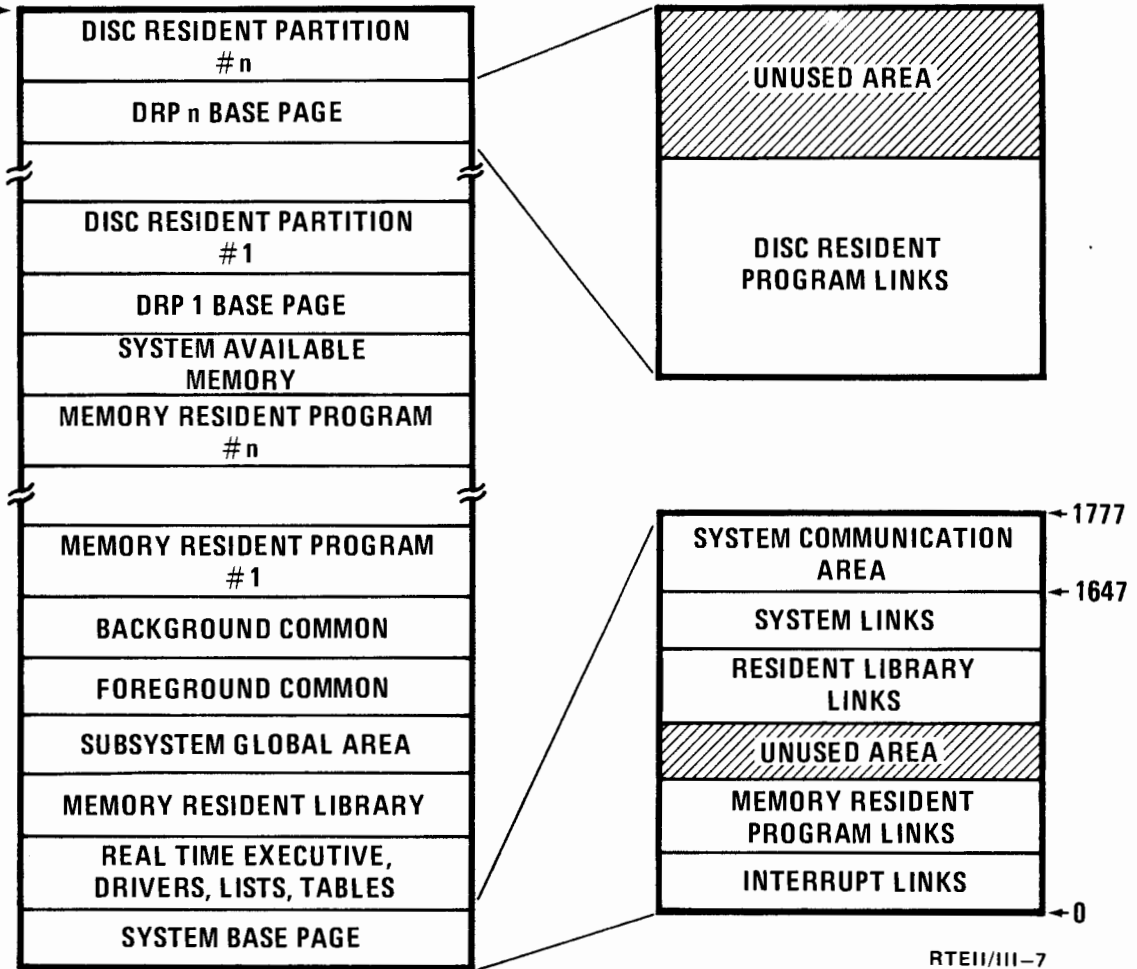 DISC RESIDENT PARTITION
#n
DRP n BASE PAGE
DISC RESIDENT PARTITION
#1
DRP 1 BASE PAGE
SYSTEM AVAILABLE
MEMORY
MEMORY RESIDENT PROGRAM
#n
MEMORY RESIDENT PROGRAM
#1
BACKGROUND COMMON
FOREGROUND COMMON
SUBSYSTEM GLOBAL AREA
MEMORY RESIDENT LIBRARY
REAL TIME EXECUTIVE,
DRIVERS, LISTS, TABLES
SYSTEM BASE PAGE
UNUSED AREA
DISC RESIDENT
PROGRAM LINKS
1777
SYSTEM COMMUNICATION
AREA
1647
SYSTEM LINKS
RESIDENT LIBRARY
LINKS
UNUSED AREA
MEMORY RESIDENT
PROGRAM LINKS
INTERRUPT LINKS
0
RTEII/III–7